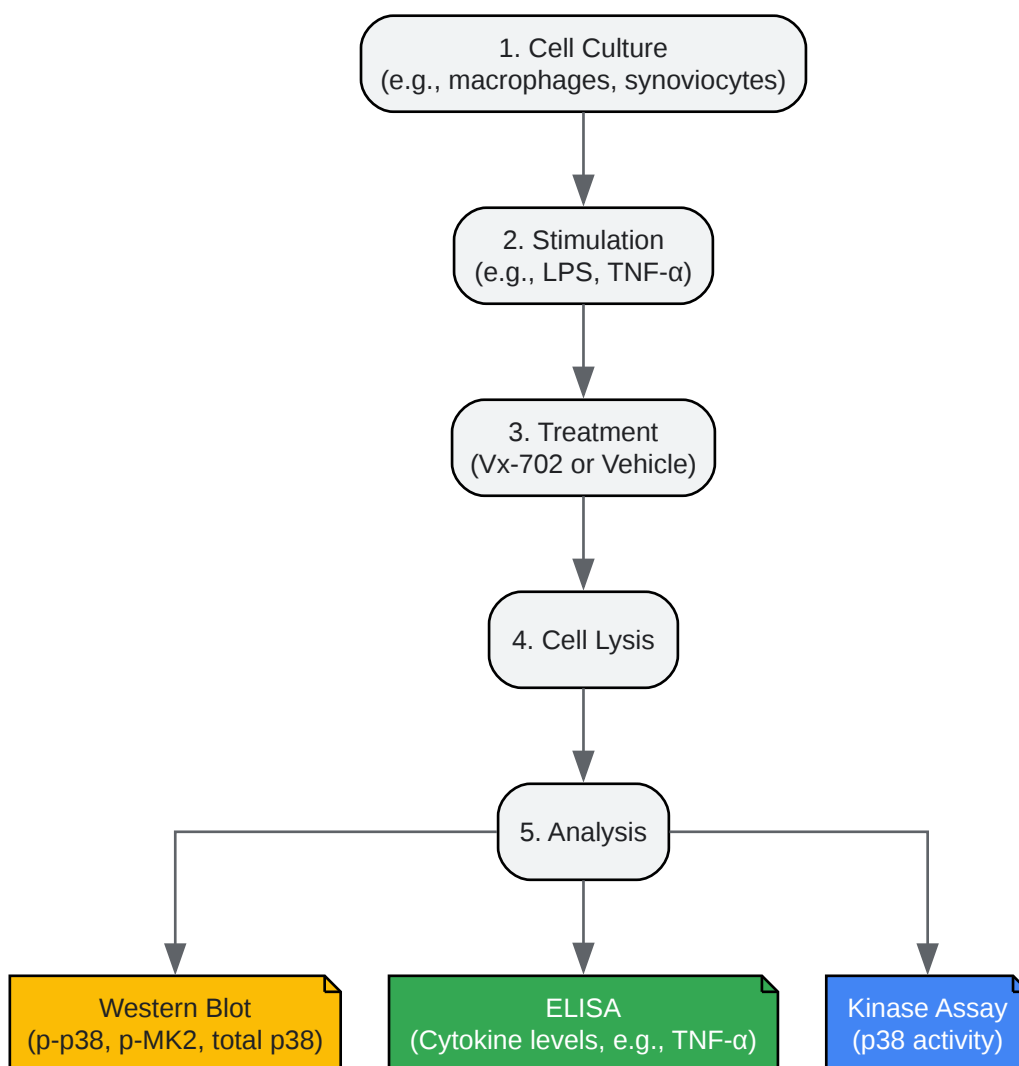 1. Cell Culture
(e.g., macrophages, synoviocytes)
2. Stimulation
(e.g., LPS, TNF-α)
3. Treatment
(Vx-702 or Vehicle)
4. Cell Lysis
5. Analysis
Western Blot
(p-p38, p-MK2, total p38)
ELISA
(Cytokine levels, e.g., TNF-α)
Kinase Assay
(p38 activity)